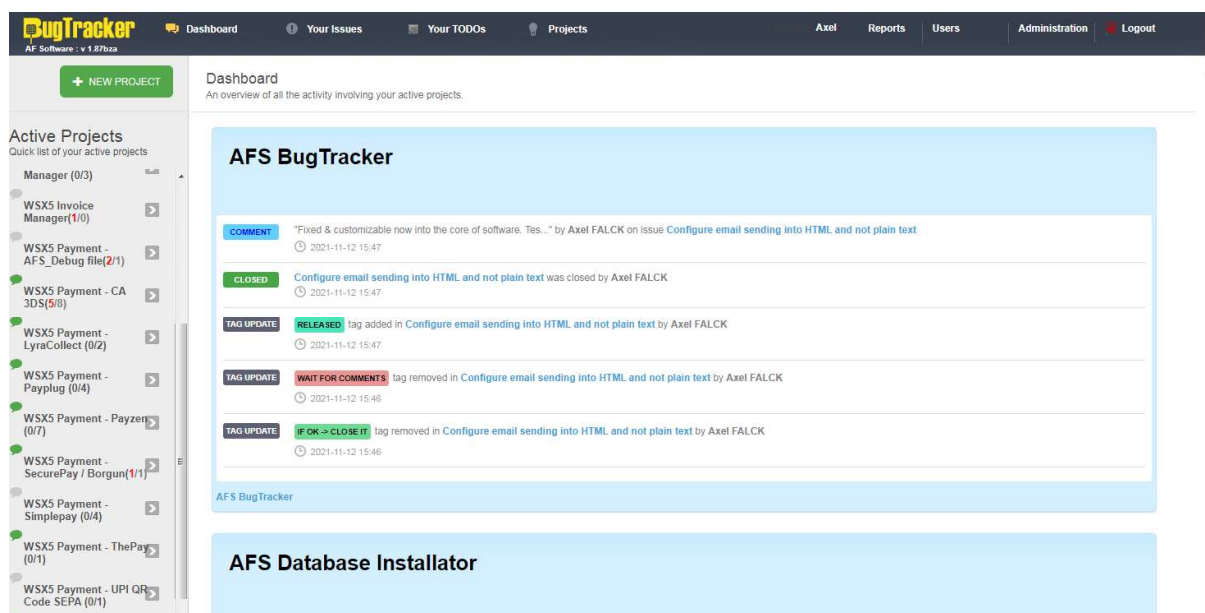 BugTracker
AF Software : v 1.87bza
Dashboard
Your Issues
Your TODOs
Projects
Axel
Reports
Users
Administration
Logout
NEW PROJECT
Active Projects
Quick list of your active projects
Manager (0/3)
WSX5 Invoice
Manager(1/0)
WSX5 Payment -
AFS_Debug file(2/1)
WSX5 Payment - CA
3DS(5/8)
WSX5 Payment -
LyraCollect (0/2)
WSX5 Payment -
Payplug (0/4)
WSX5 Payment - Payzen
(0/7)
WSX5 Payment -
SecurePay / Borgun(1/1)
WSX5 Payment -
Simplepay (0/4)
WSX5 Payment - ThePay
(0/1)
WSX5 Payment - UPI QR
Code SEPA (0/1)
Dashboard
An overview of all the activity involving your active projects.
AFS BugTracker
COMMENT "Fixed & customizable now into the core of software. Tes..." by Axel FALCK on issue Configure email sending into HTML and not plain text
2021-11-12 15:47
CLOSED Configure email sending into HTML and not plain text was closed by Axel FALCK
2021-11-12 15:47
TAG UPDATE RELEASED tag added in Configure email sending into HTML and not plain text by Axel FALCK
2021-11-12 15:47
TAG UPDATE WAIT FOR COMMENTS tag removed in Configure email sending into HTML and not plain text by Axel FALCK
2021-11-12 15:46
TAG UPDATE IF OK -> CLOSE IT tag removed in Configure email sending into HTML and not plain text by Axel FALCK
2021-11-12 15:46
AFS BugTracker
AFS Database Installator